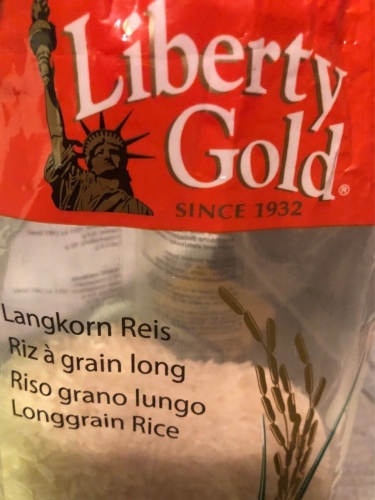 Liberty
Gold®
SINCE 1932
Langkorn Reis
Riz à grain long
Riso grano lungo
Longgrain Rice